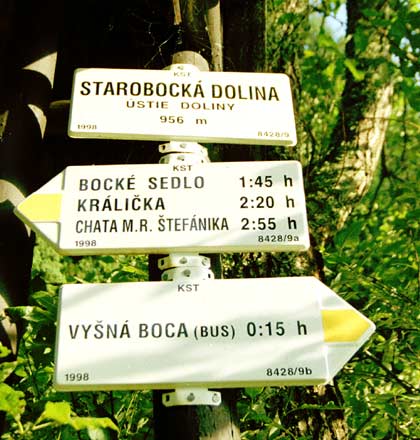 KST
STAROBOCKÁ DOLINA
ÚSTIE DOLINY
956 m
1998 8428/9
KST
BOCKÉ SEDLO 1:45 h
KRÁLIČKA 2:20 h
CHATA M.R. ŠTEFÁNIKA 2:55 h
1998 8428/9a
KST
VYŠNÁ BOCA (BUS) 0:15 h
1998 8428/9b